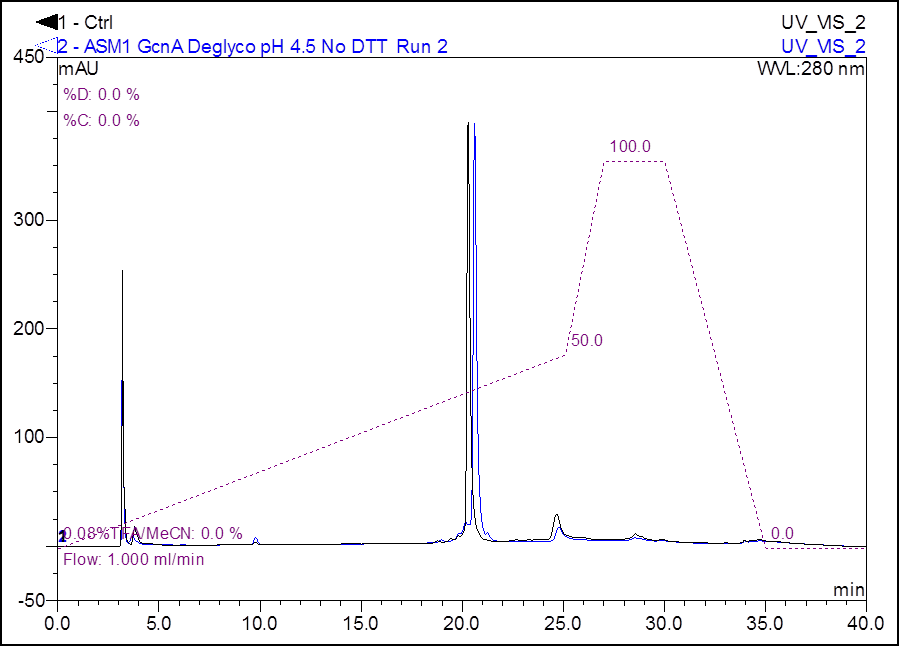 1 - Ctrl UV_VIS_2
2 - ASM1 GcnA Deglyco pH 4.5 No DTT Run 2 UV_VIS_2
450
mAU WVL:280 nm
%D: 0.0 %
%C: 0.0 %
100.0
300
200
50.0
100
2
0.08%TFA/MeCN: 0.0 %
0.0
Flow: 1.000 ml/min
min
-50
0.0 5.0 10.0 15.0 20.0 25.0 30.0 35.0 40.0